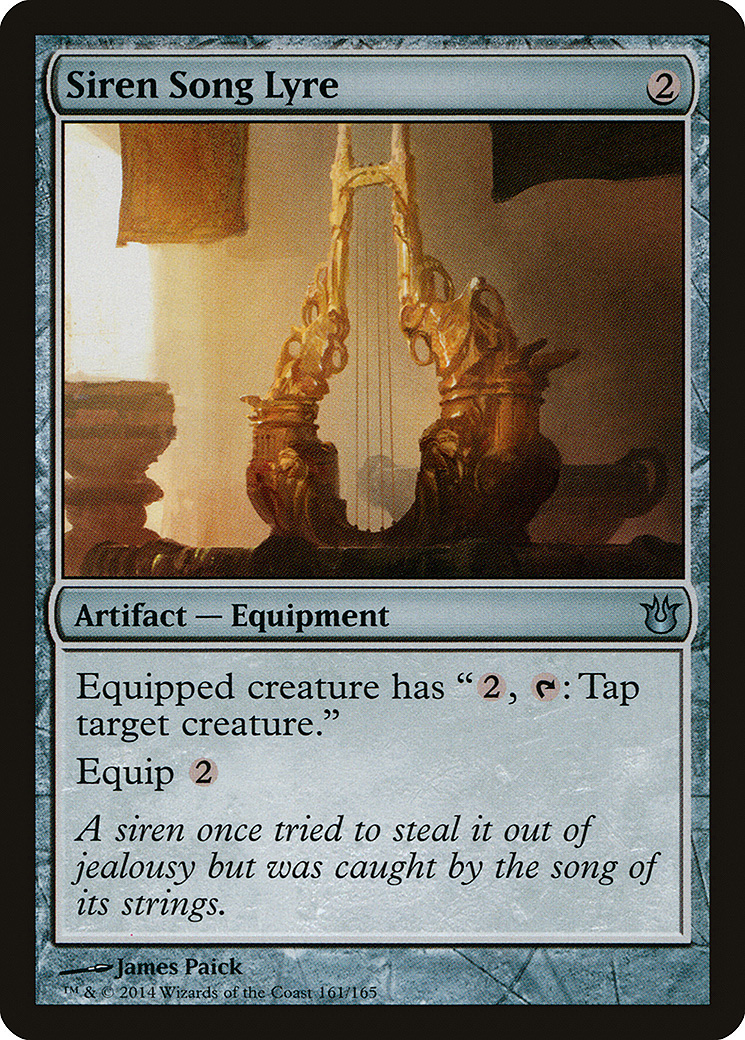 Siren Song Lyre 2
Artifact — Equipment
Equipped creature has “2, : Tap
target creature.”
Equip 2
A siren once tried to steal it out of
jealousy but was caught by the song of
its strings.
James Paick
™ & © 2014 Wizards of the Coast 161/165